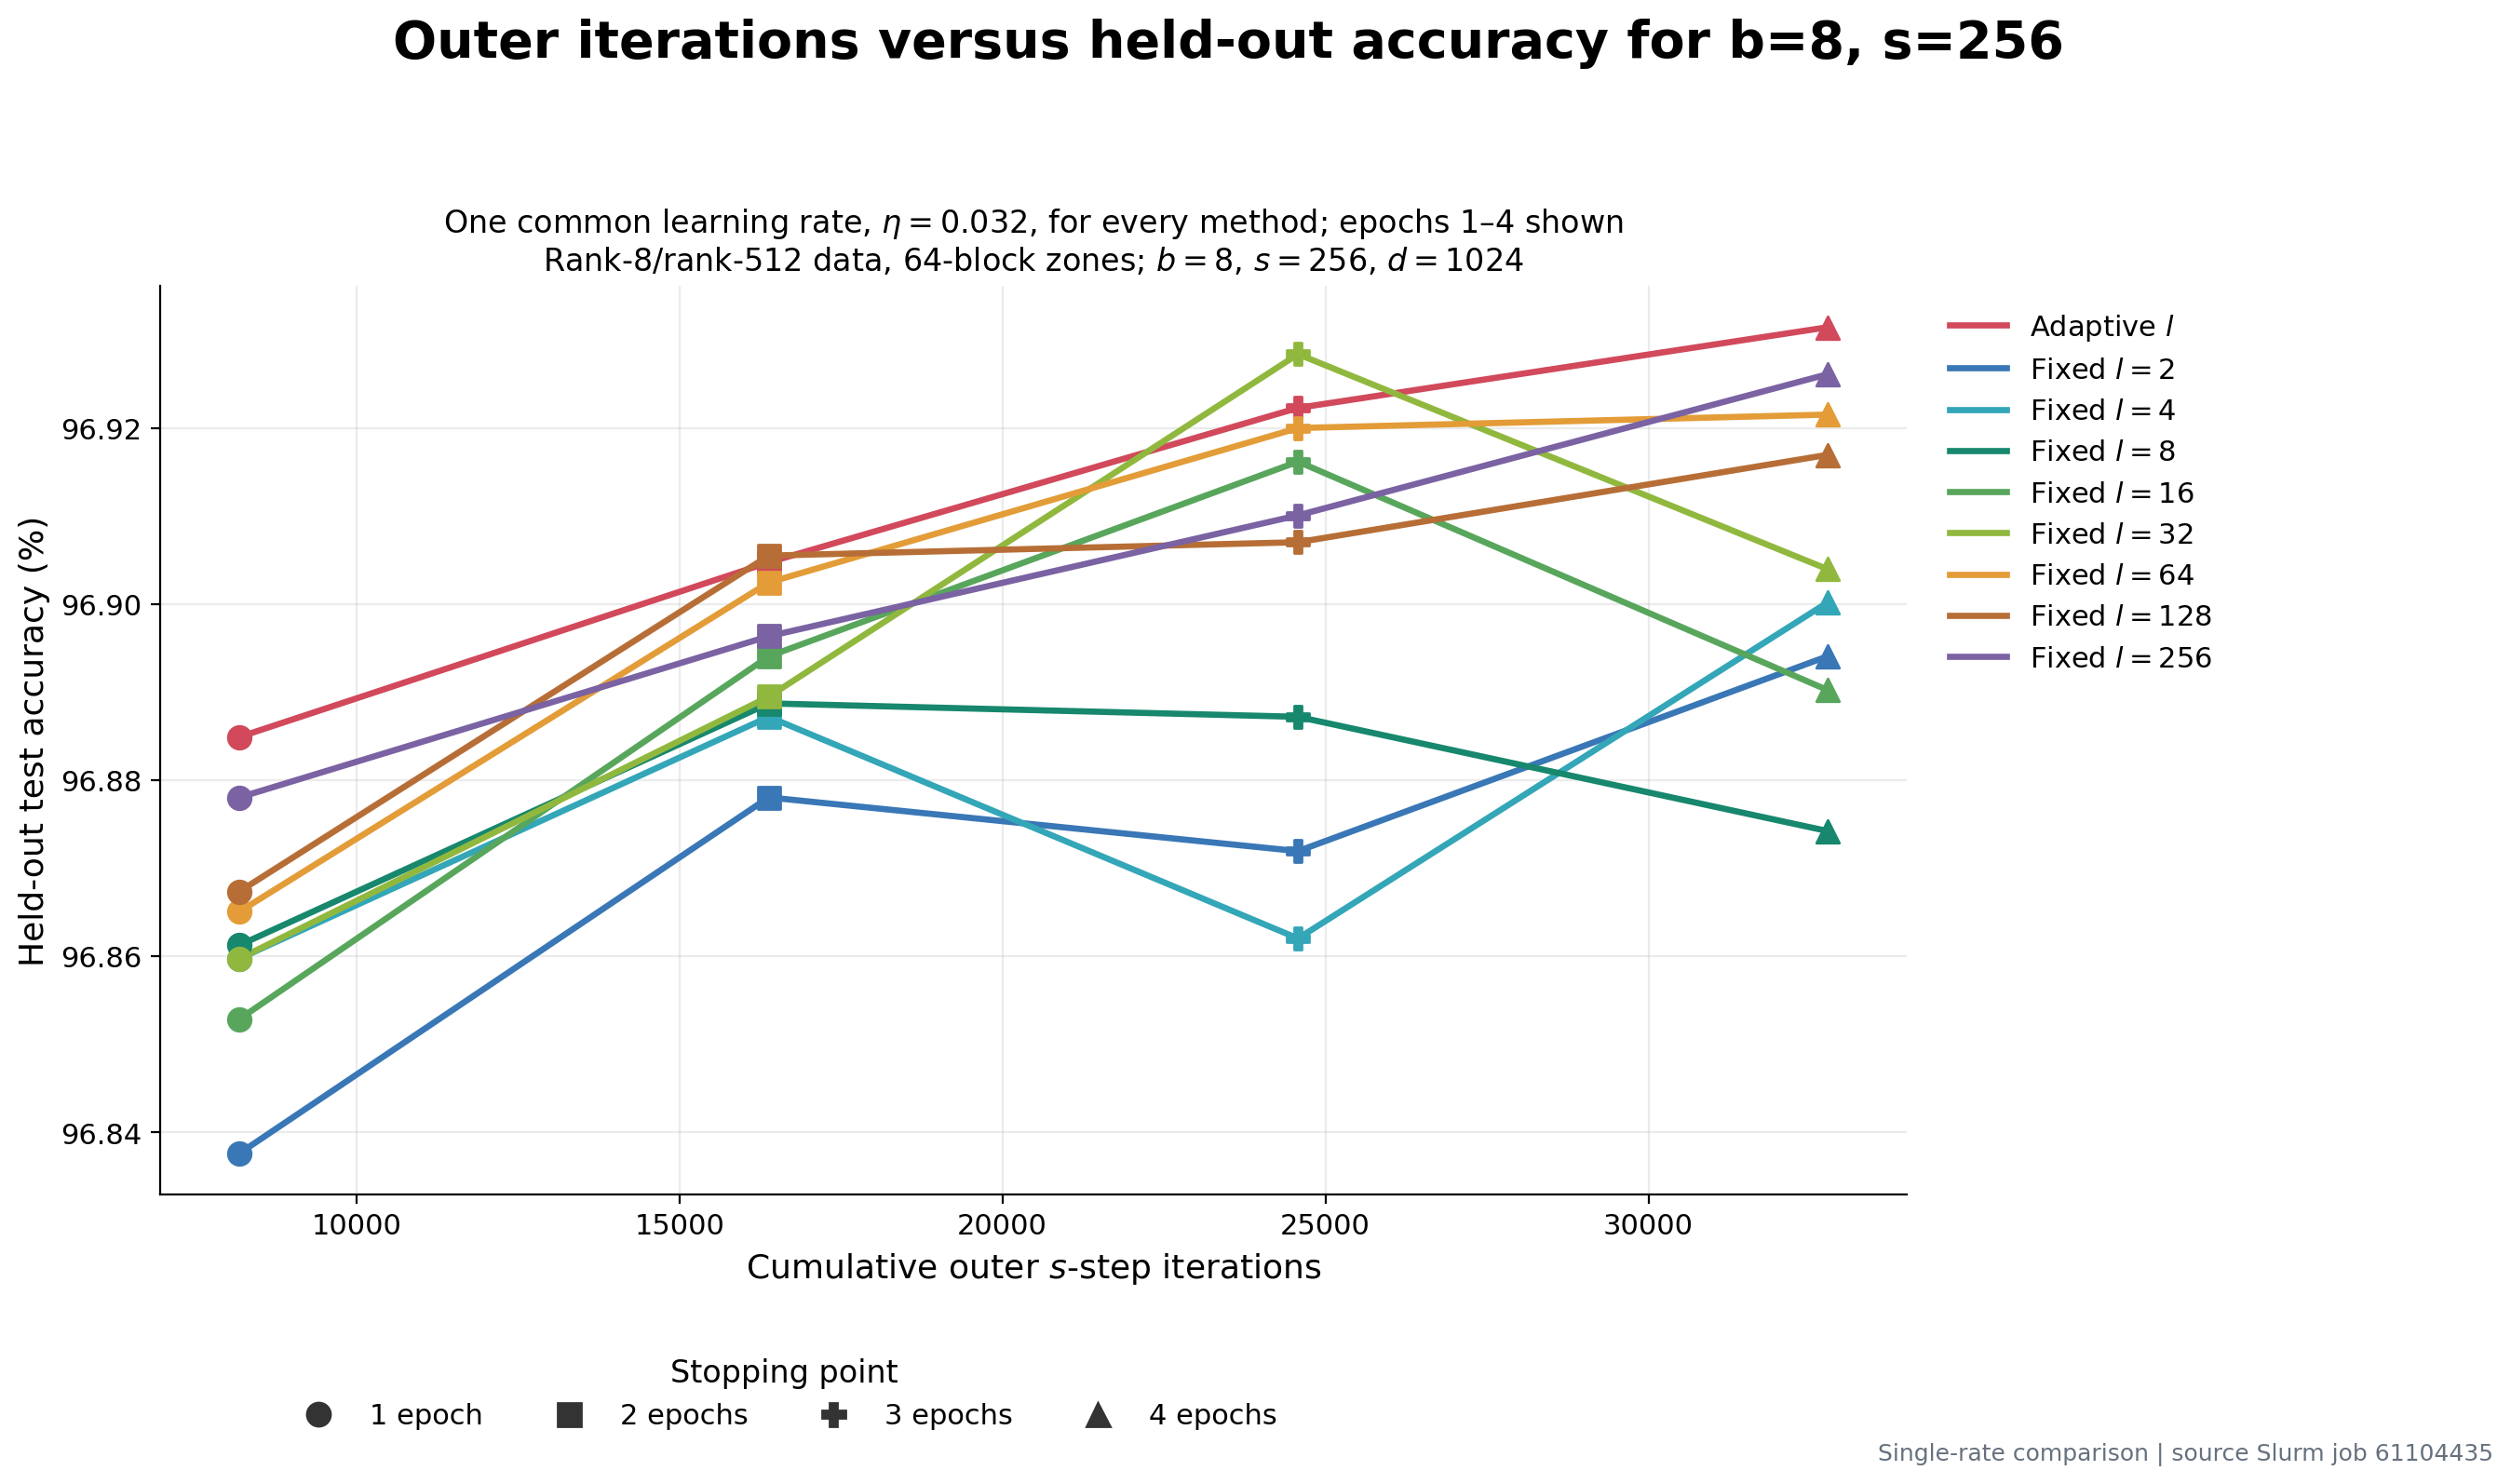 Outer iterations versus held-out accuracy for b=8, s=256
One common learning rate, η = 0.032, for every method; epochs 1–4 shown
Rank-8/rank-512 data, 64-block zones; b = 8, s = 256, d = 1024
Held-out test accuracy (%)
96.92
96.90
96.88
96.86
96.84
10000
15000
20000
25000
30000
Cumulative outer s-step iterations
Adaptive l
Fixed l = 2
Fixed l = 4
Fixed l = 8
Fixed l = 16
Fixed l = 32
Fixed l = 64
Fixed l = 128
Fixed l = 256
Stopping point
1 epoch
2 epochs
3 epochs
4 epochs
Single-rate comparison | source Slurm job 61104435